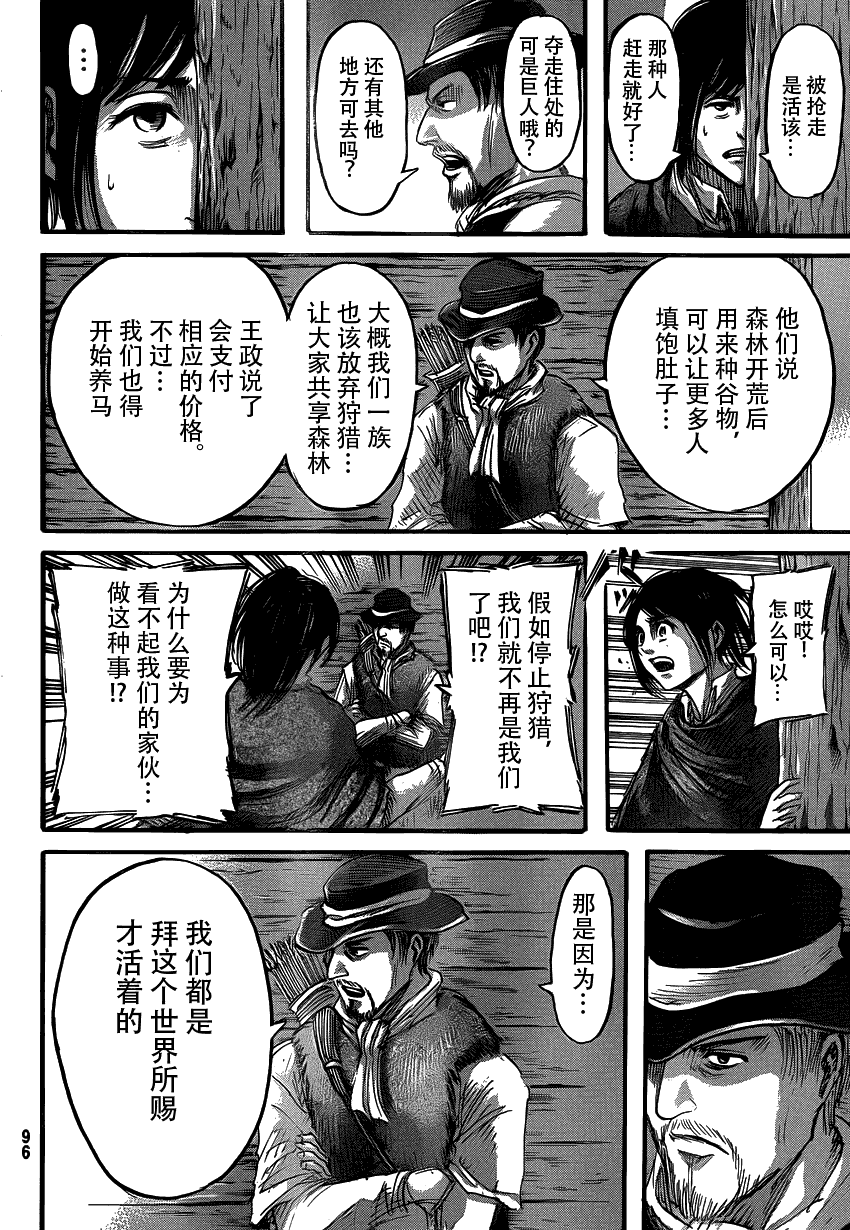 被抢走
是活该…
那种人
赶走就好了…
夺走住处的
可是巨人哦?
还有其他
地方可去吗?
…
他们说
森林开荒后
用来种谷物,
可以让更多人
填饱肚子…
大概我们一族
也该放弃狩猎…
让大家共享森林
王政说了
会支付
相应的价格。
不过…
我们也得
开始养马
哎哎!
怎么可以…
假如停止狩猎,
我们就不再是我们
了吧!?
为什么要为
看不起我们的家伙…
做这种事!?
那是因为…
我们都是
拜这个世界所赐
才活着的
96